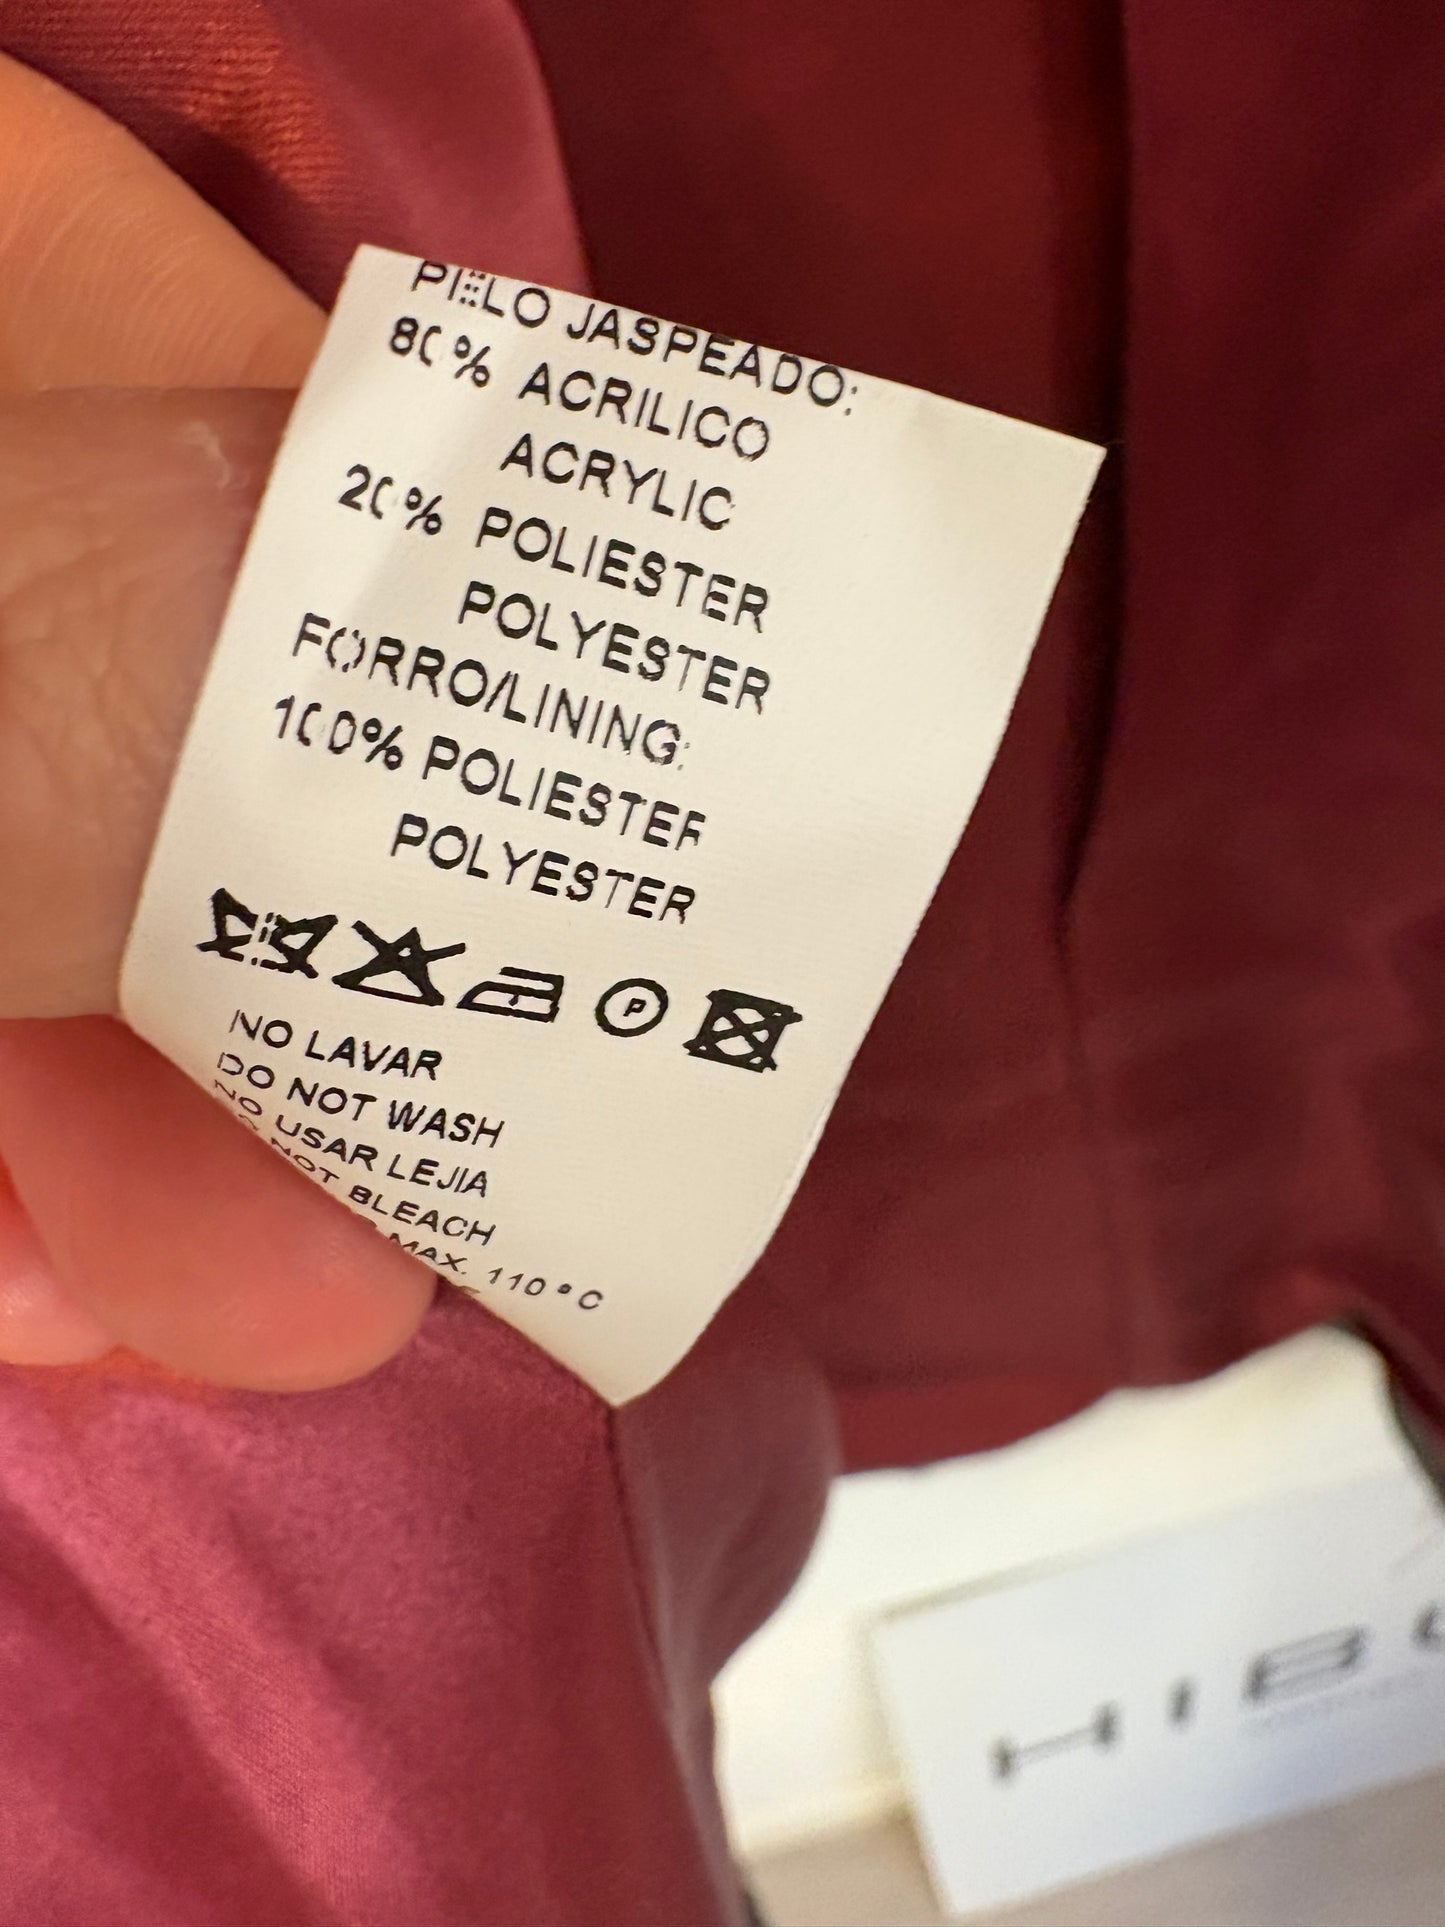 PIELO JASPEADO:
80% ACRILICO
ACRYLIC
20% POLIESTER
POLYESTER
FORRO/LINING:
100% POLIESTER
POLYESTER
P
NO LAVAR
DO NOT WASH
NO USAR LEJIA
DO NOT BLEACH
MAX. 110°C
HIB